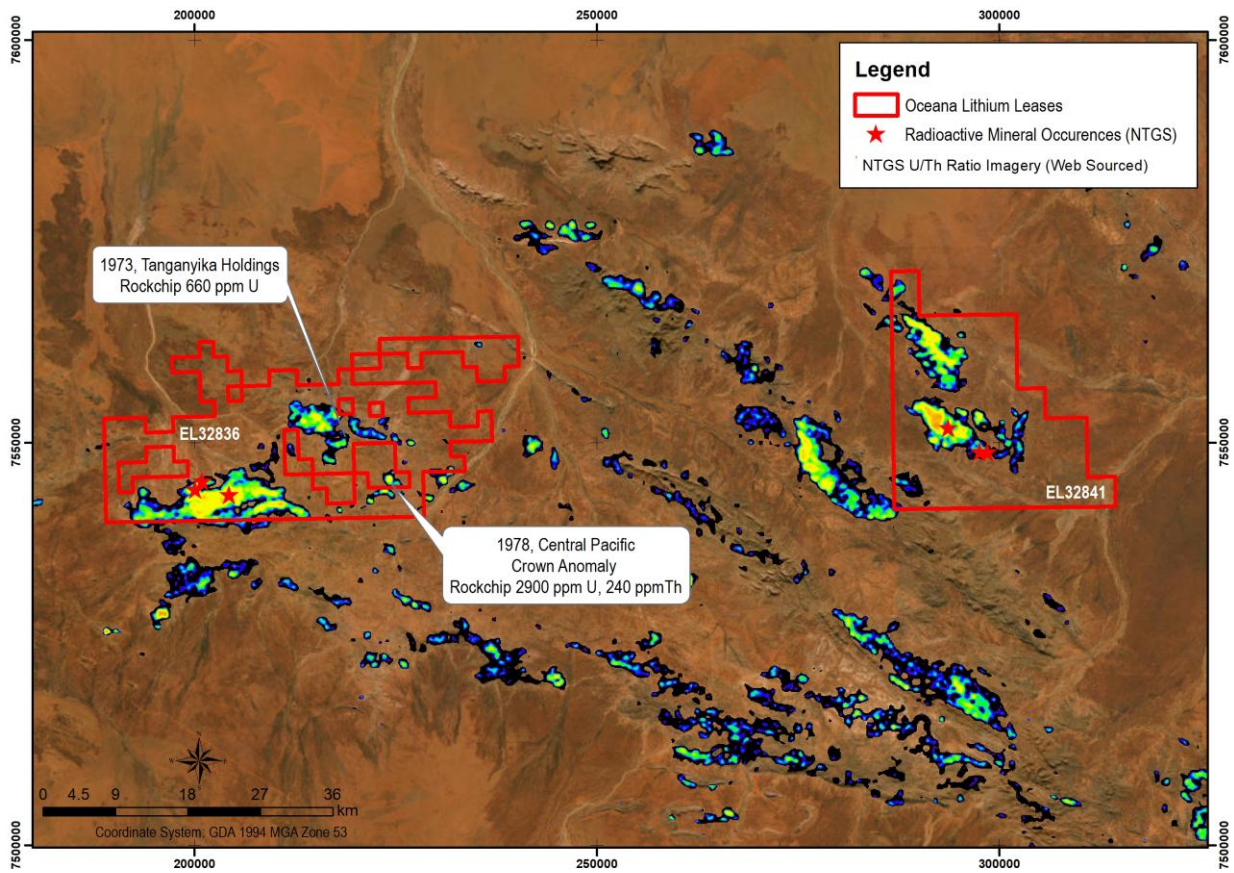 200000 250000 300000
7600000 7600000
Legend
Oceana Lithium Leases
Radioactive Mineral Occurences (NTGS)
NTGS U/Th Ratio Imagery (Web Sourced)
1973, Tanganyika Holdings
Rockchip 660 ppm U
EL32836
7550000 7550000
EL32841
1978, Central Pacific
Crown Anomaly
Rockchip 2900 ppm U, 240 ppmTh
N
W E
S
0 4.5 9 18 27 36
km
Coordinate System: GDA 1994 MGA Zone 53
7500000 7500000
200000 250000 300000